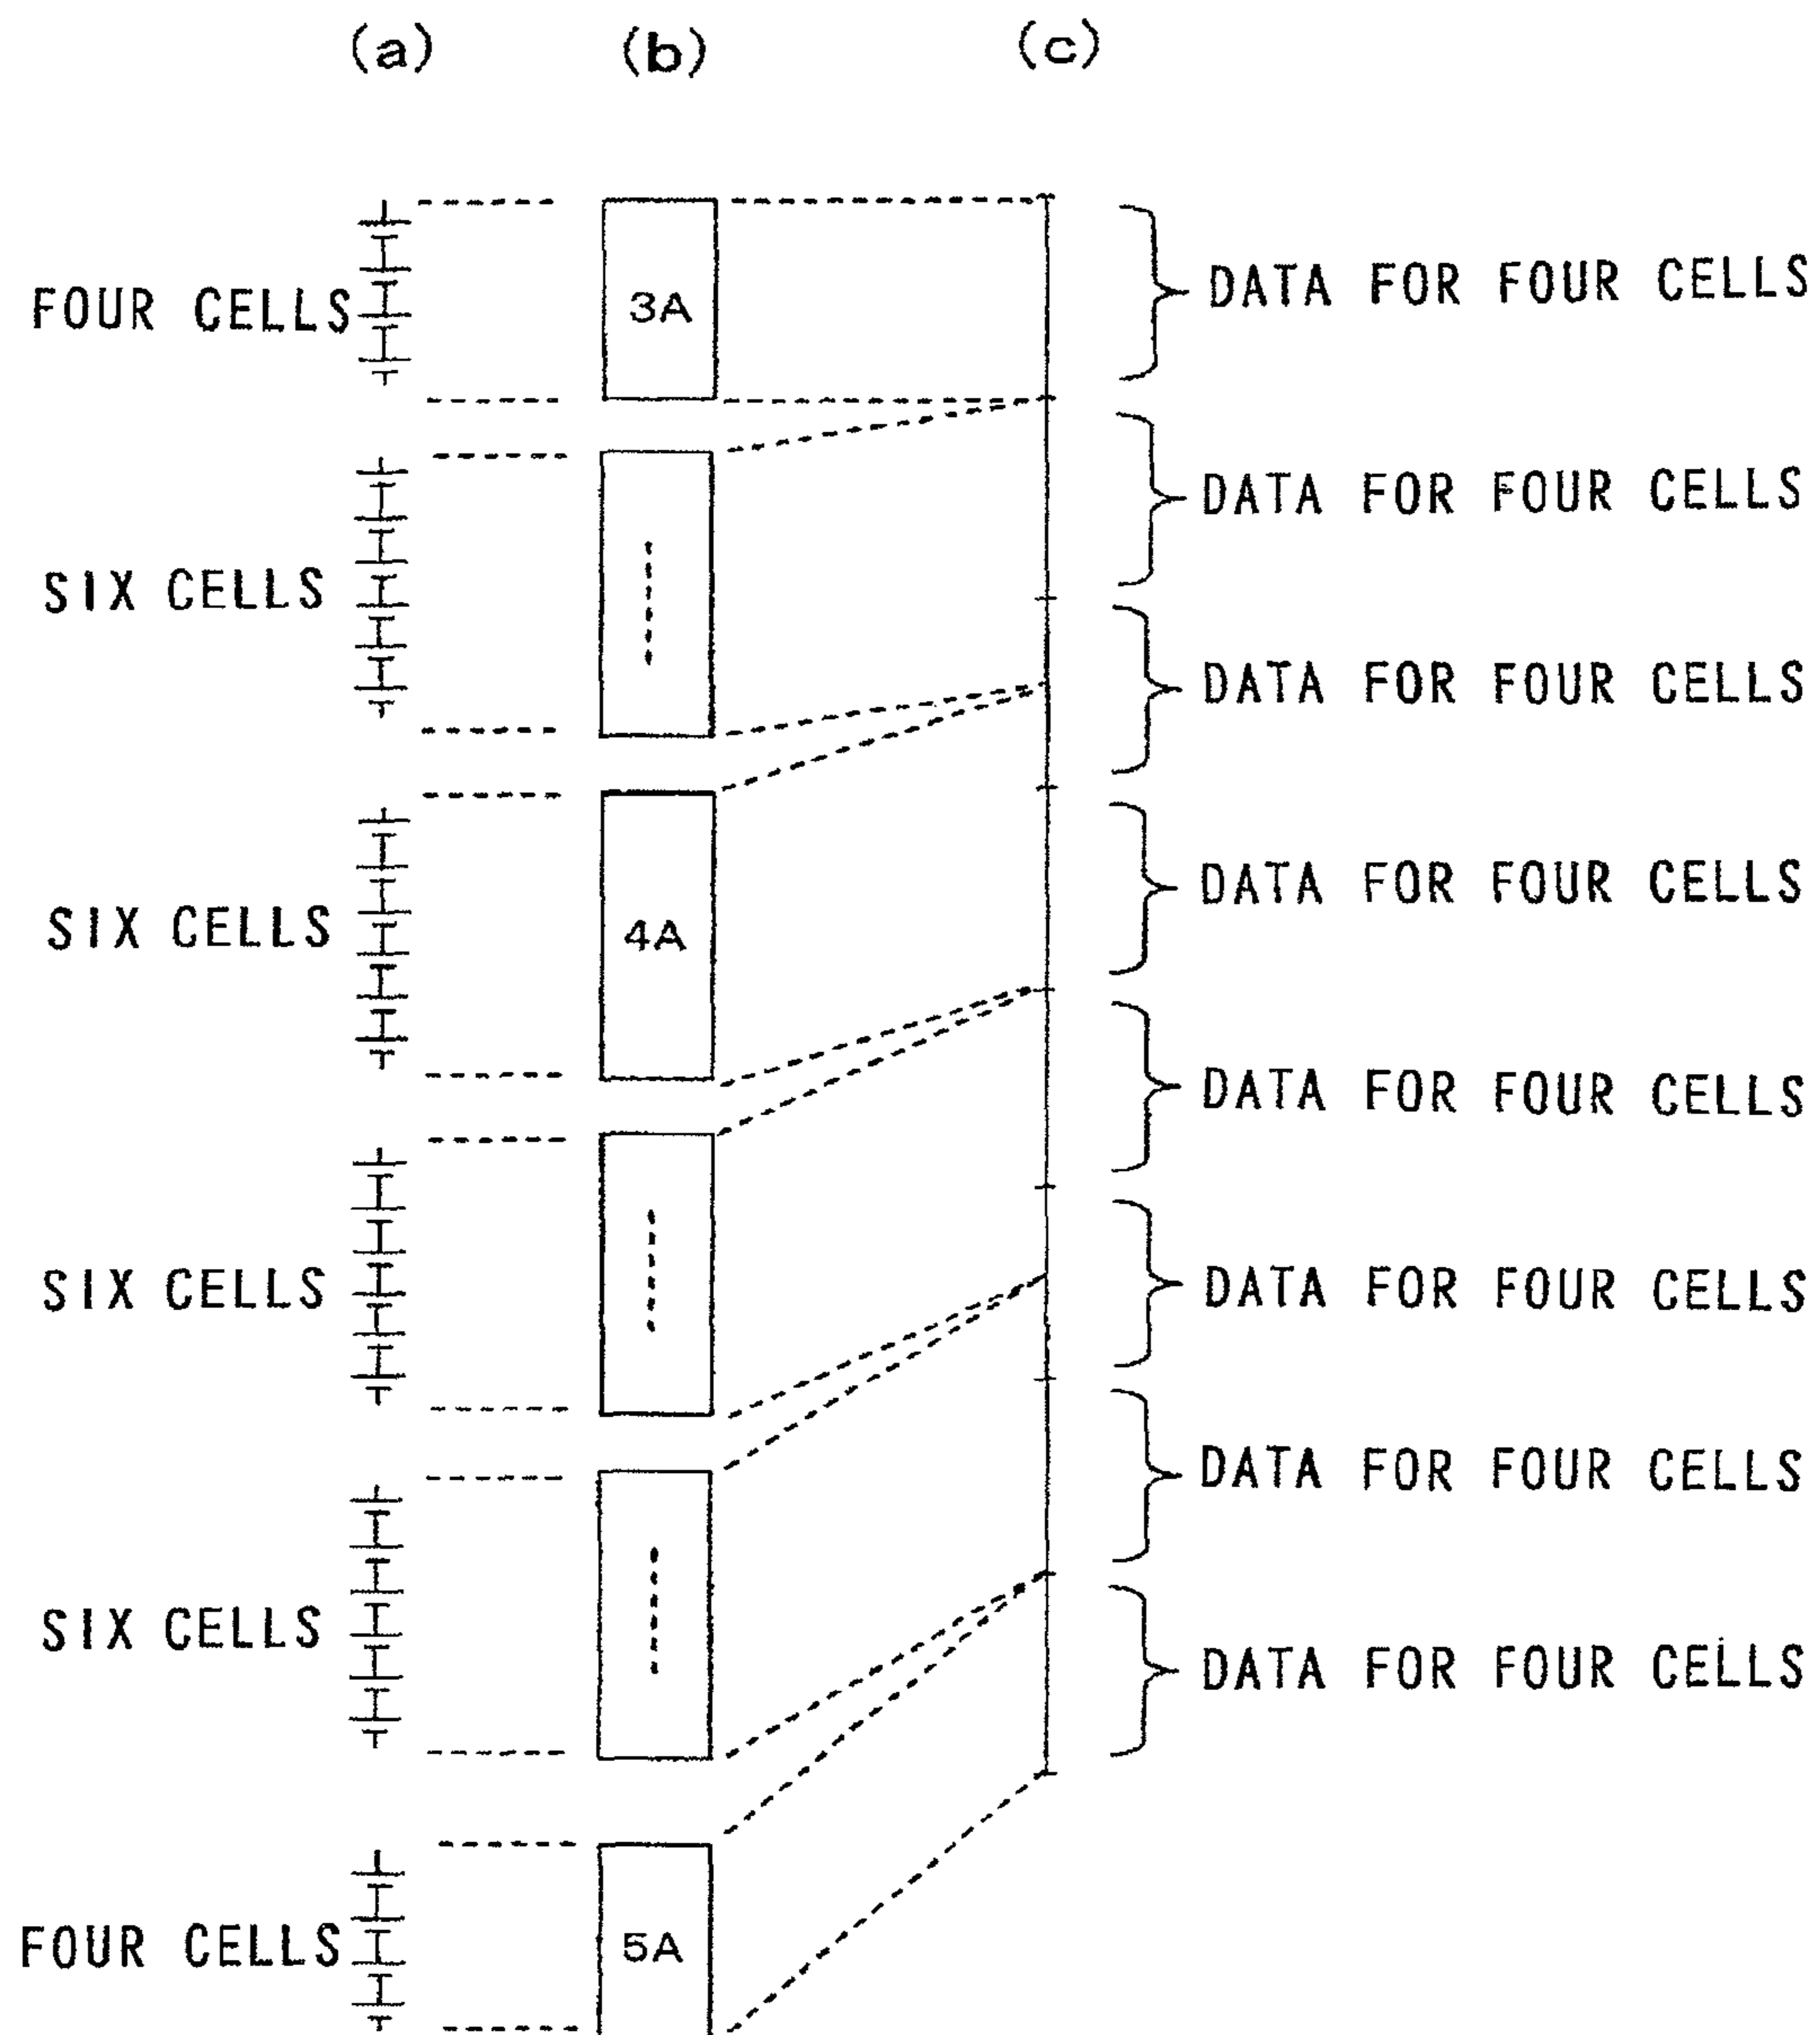 (a) (b) (c)
FOUR CELLS 3A DATA FOR FOUR CELLS
DATA FOR FOUR CELLS
SIX CELLS
DATA FOR FOUR CELLS
SIX CELLS 4A DATA FOR FOUR CELLS
DATA FOR FOUR CELLS
SIX CELLS DATA FOR FOUR CELLS
DATA FOR FOUR CELLS
SIX CELLS DATA FOR FOUR CELLS
FOUR CELLS 5A